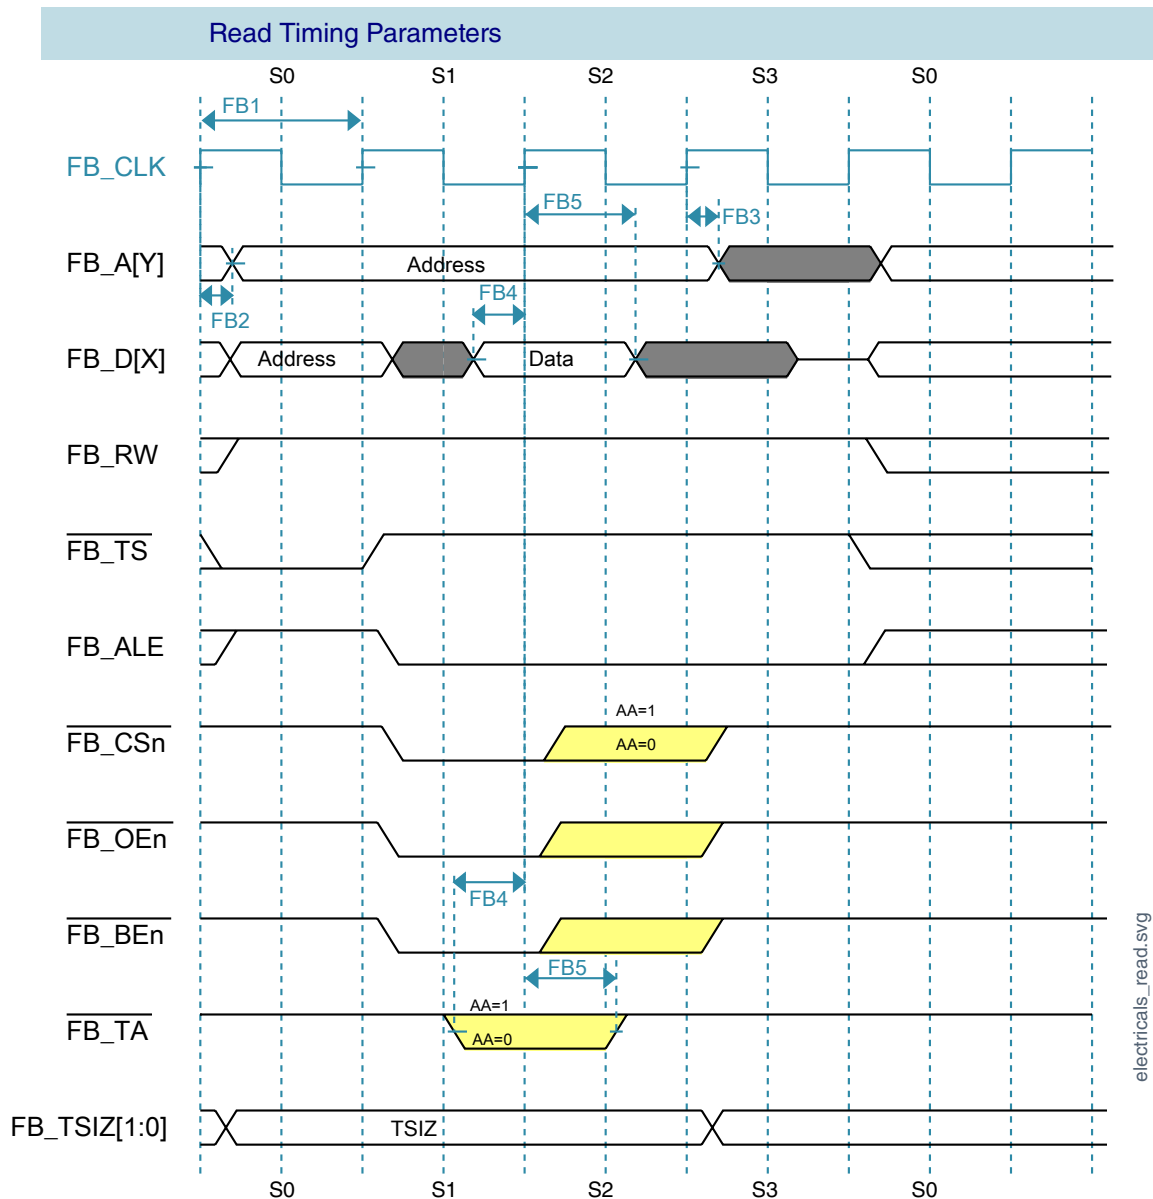 Read Timing Parameters
S0 S1 S2 S3 S0
FB1
FB_CLK
FB5 FB3
FB_A[Y] Address
FB4
FB2
FB_D[X] Address Data
FB_RW
FB_TS
FB_ALE
AA=1
FB_CSn AA=0
FB_OEn
FB4
FB_BEn
FB5
AA=1
FB_TA AA=0
FB_TSIZ[1:0] TSIZ
S0 S1 S2 S3 S0
electricals_read.svg